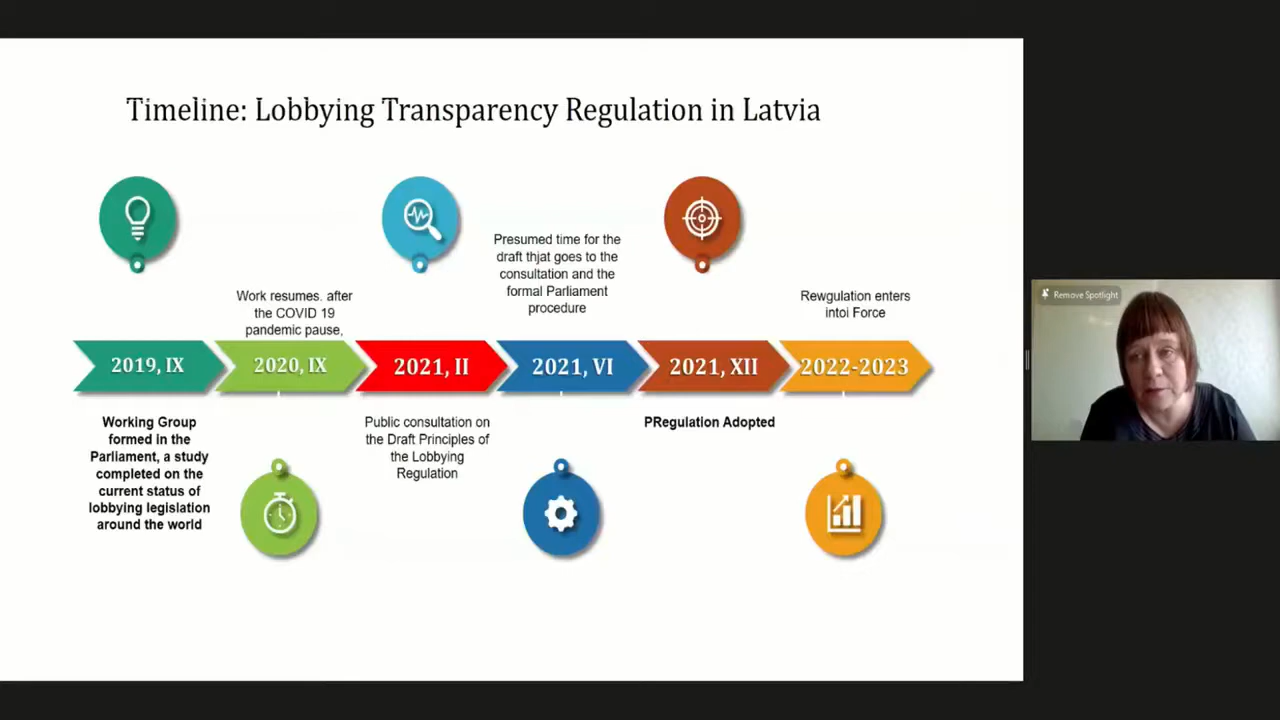 Timeline: Lobbying Transparency Regulation in Latvia
Work resumes. after
the COVID 19
pandemic pause,
Presumed time for the
draft thjat goes to the
consultation and the
formal Parliament
procedure
Rewgulation enters
intoi Force
2019, IX
2020, IX
2021, II
2021, VI
2021, XII
2022-2023
Working Group
formed in the
Parliament, a study
completed on the
current status of
lobbying legislation
around the world
Public consultation on
the Draft Principles of
the Lobbying
Regulation
PRegulation Adopted
Remove Spotlight